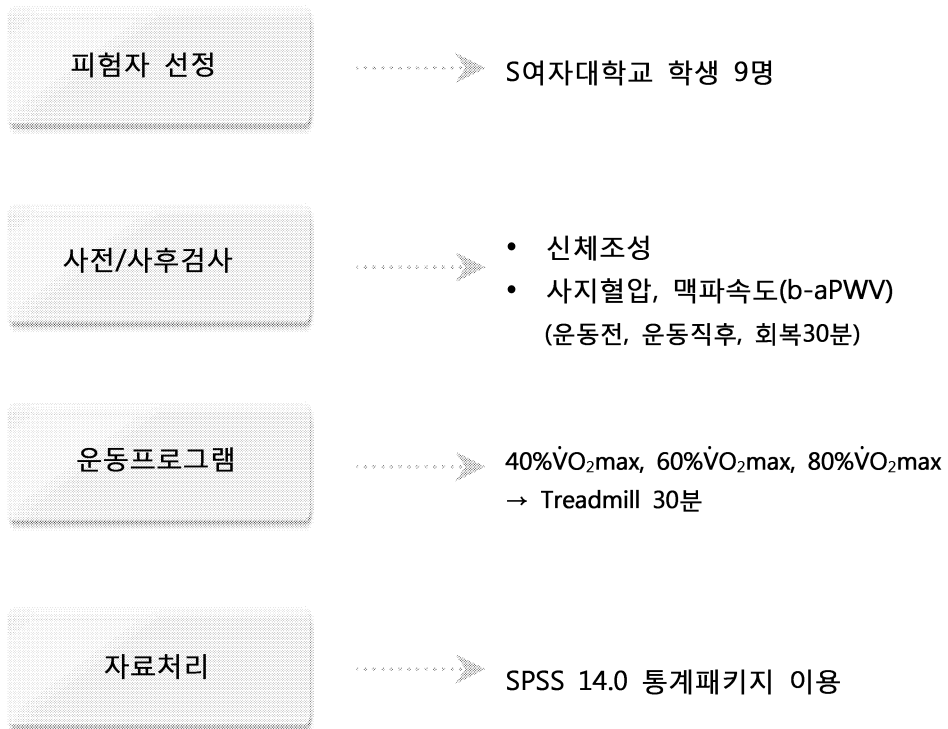 피험자 선정
S여자대학교 학생 9명
사전/사후검사
• 신체조성
• 사지혈압, 맥파속도(b-aPWV)
(운동전, 운동직후, 회복30분)
운동프로그램
40%V̇O₂max, 60%V̇O₂max, 80%V̇O₂max
→ Treadmill 30분
자료처리
SPSS 14.0 통계패키지 이용